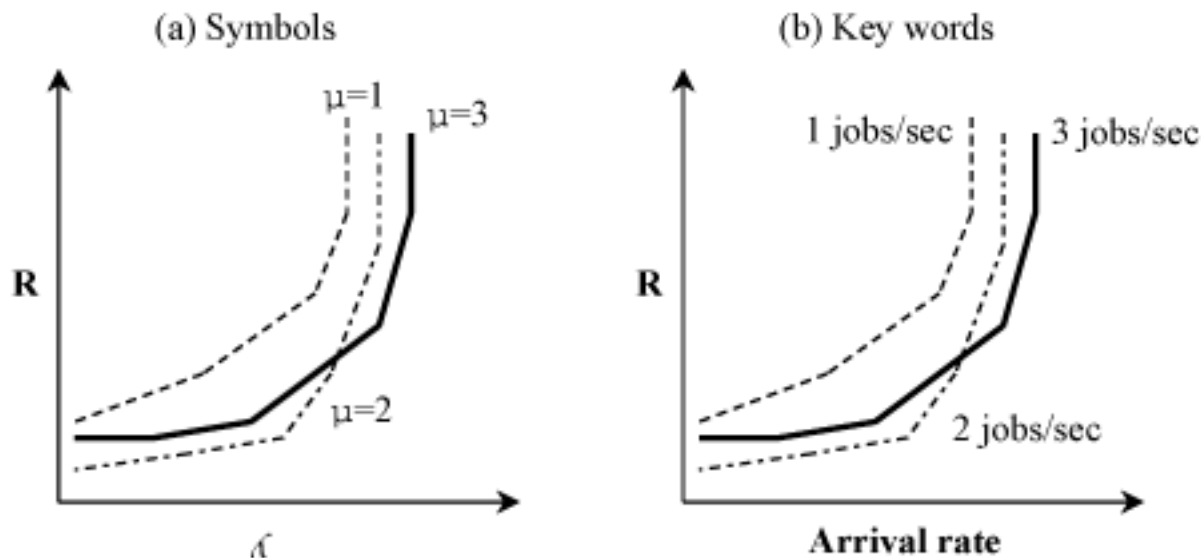 (a) Symbols
μ=1
μ=3
R
μ=2
(b) Key words
1 jobs/sec
3 jobs/sec
R
2 jobs/sec
Arrival rate